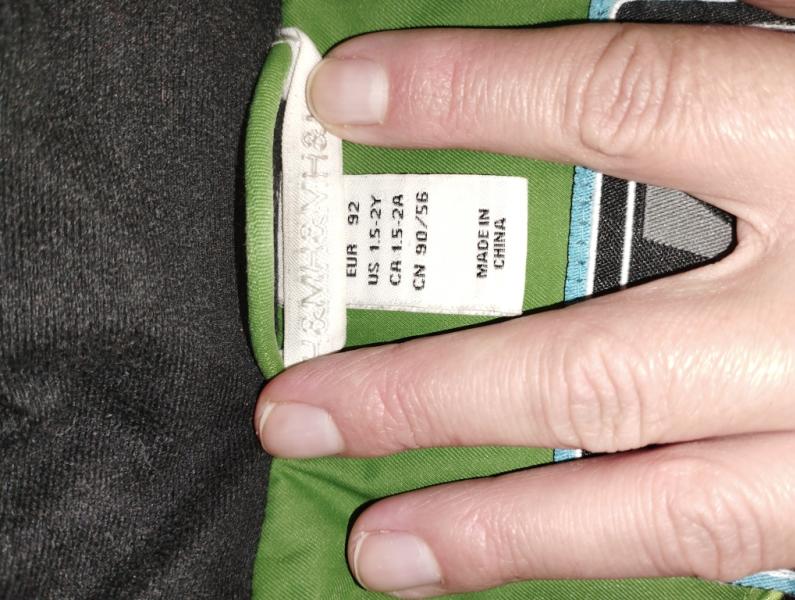 H&M H&M H&
EUR 92
US 1.5-2Y
CA 1.5-2A
CN 90/56
MADE IN
CHINA